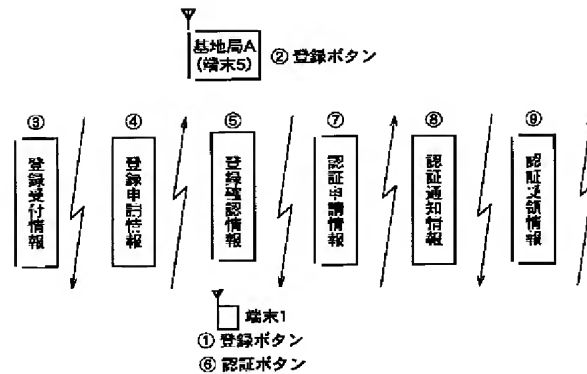 基地局A
(端末5)
② 登録ボタン
③
④
⑤
⑦
⑧
⑨
登録受付情報
登録申請情報
登録確認情報
認証申請情報
認証通知情報
認証受領情報
端末1
① 登録ボタン
⑥ 認証ボタン